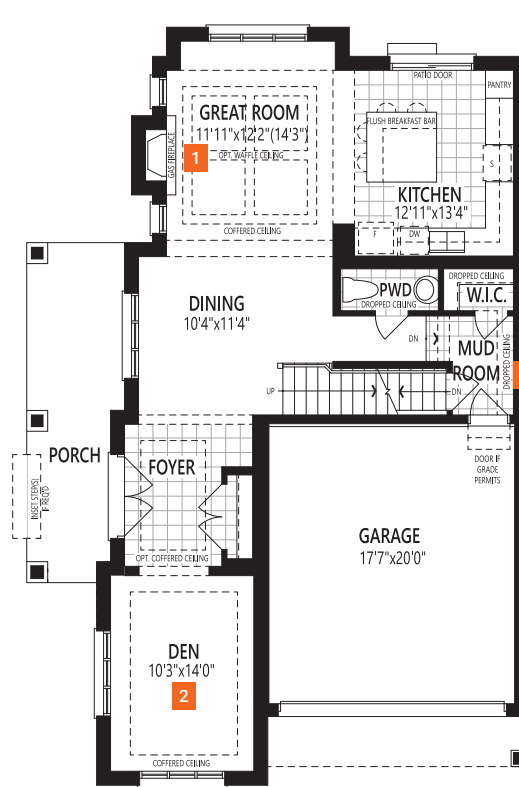 PATIO DOOR
PANTRY
GREAT ROOM
11'11"x12'2"(14'3")
OPT. WAFFLE CEILING
GAS FIREPLACE
1
COFFERED CEILING
FLUSH BREAKFAST BAR
S
KITCHEN
12'11"x13'4"
F
DW
DROPPED CEILING
W.I.C.
PWD
DROPPED CEILING
DINING
10'4"x11'4"
DN
MUD
ROOM
DROPPED CEILING
UP
DN
PORCH
INSET STEP(S)
IF REQ'D
FOYER
OPT. COFFERED CEILING
DOOR IF
GRADE
PERMITS
GARAGE
17'7"x20'0"
DEN
10'3"x14'0"
2
COFFERED CEILING